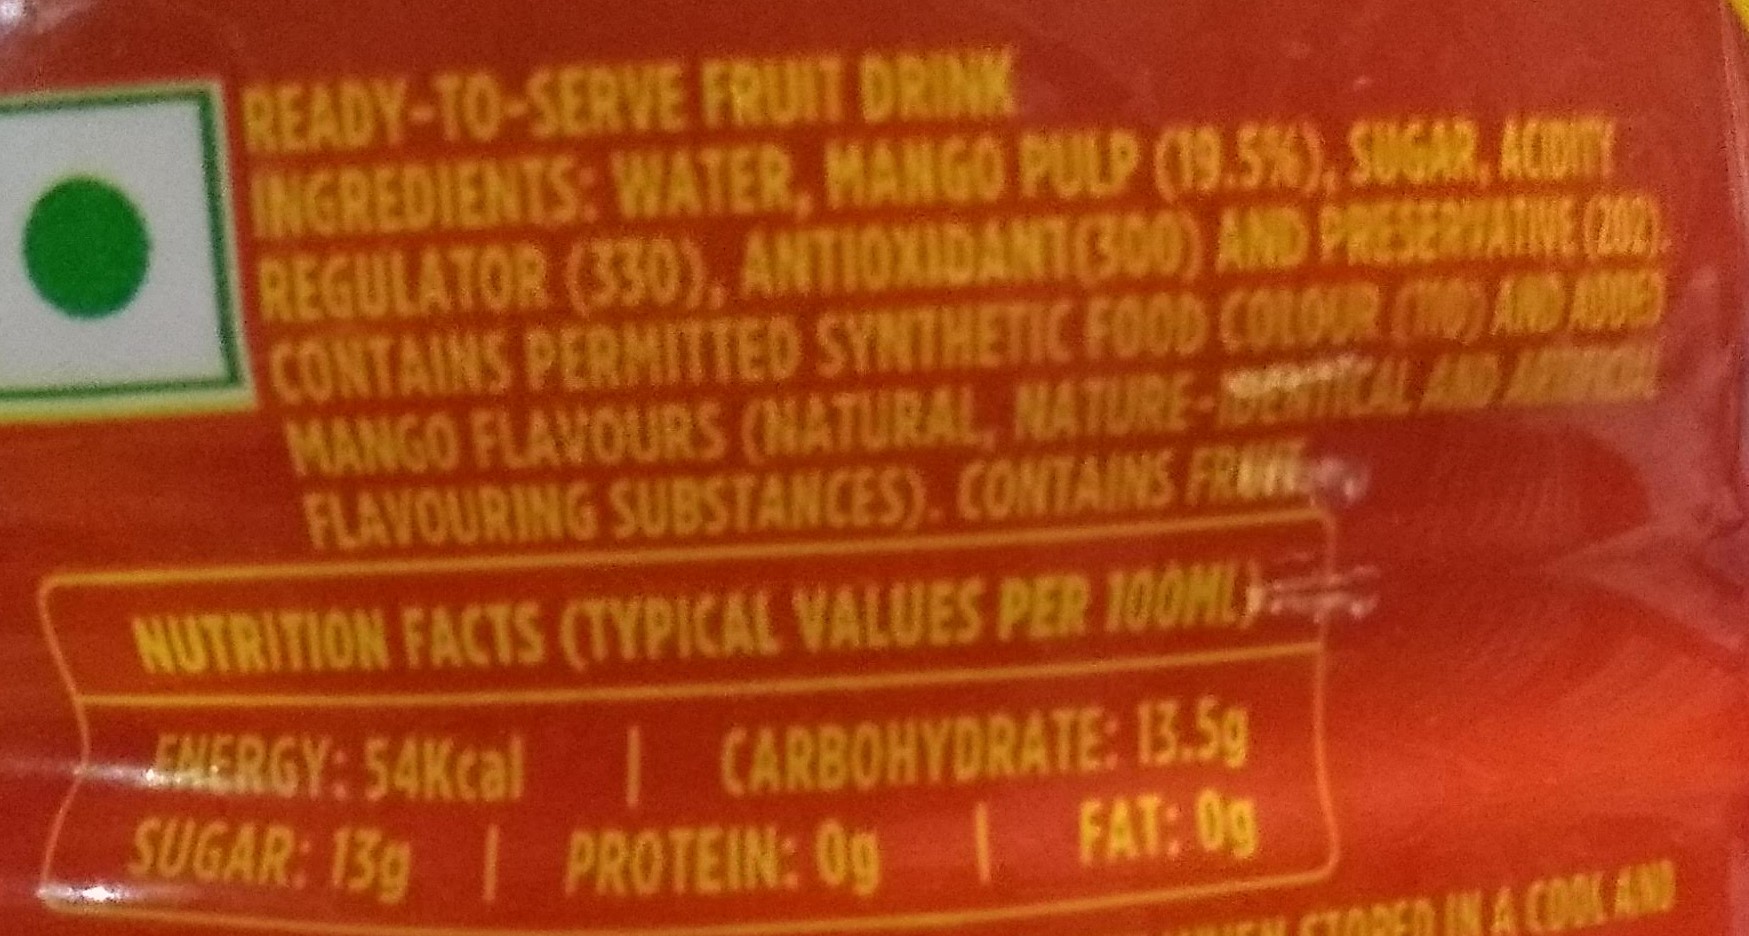 READY-TO-SERVE FRUIT DRINK
INGREDIENTS: WATER, MANGO PULP (19.5%), SUGAR, ACIDITY
REGULATOR (330), ANTIOXIDANT(300) AND PRESERVATIVE (202).
CONTAINS PERMITTED SYNTHETIC FOOD COLOUR (110) AND ADDED
MANGO FLAVOURS (NATURAL, NATURE-IDENTICAL AND ARTIFICIAL
FLAVOURING SUBSTANCES). CONTAINS FRUIT
NUTRITION FACTS (TYPICAL VALUES PER 100ML)
ENERGY: 54Kcal | CARBOHYDRATE: 13.5g
SUGAR: 13g | PROTEIN: 0g | FAT: 0g
STORED IN A COOL AND